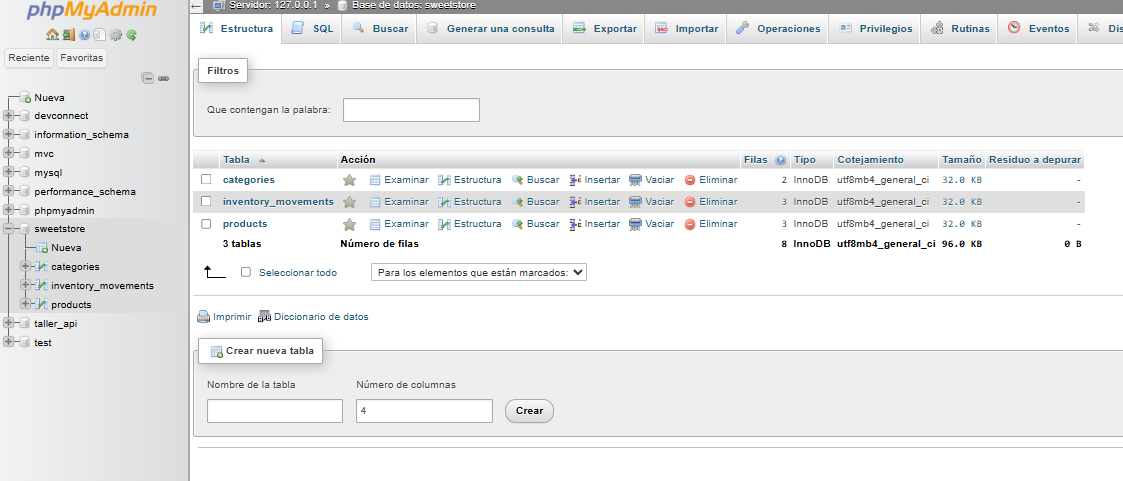 phpMyAdmin
Reciente Favoritas
Nueva
devconnect
information_schema
mvc
mysql
performance_schema
phpmyadmin
sweetstore
Nueva
categories
inventory_movements
products
taller_api
test
Servidor: 127.0.0.1 » Base de datos: sweetstore
Estructura SQL Buscar Generar una consulta Exportar Importar Operaciones Privilegios Rutinas Eventos Dis
Filtros
Que contengan la palabra:
Tabla Acción Filas Tipo Cotejamiento Tamaño Residuo a depurar
categories Examinar Estructura Buscar Insertar Vaciar Eliminar 2 InnoDB utf8mb4_general_ci 32.0 KB -
inventory_movements Examinar Estructura Buscar Insertar Vaciar Eliminar 3 InnoDB utf8mb4_general_ci 32.0 KB -
products Examinar Estructura Buscar Insertar Vaciar Eliminar 3 InnoDB utf8mb4_general_ci 32.0 KB -
3 tablas Número de filas 8 InnoDB utf8mb4_general_ci 96.0 KB 0 B
Seleccionar todo Para los elementos que están marcados:
Imprimir Diccionario de datos
Crear nueva tabla
Nombre de la tabla Número de columnas
4 Crear